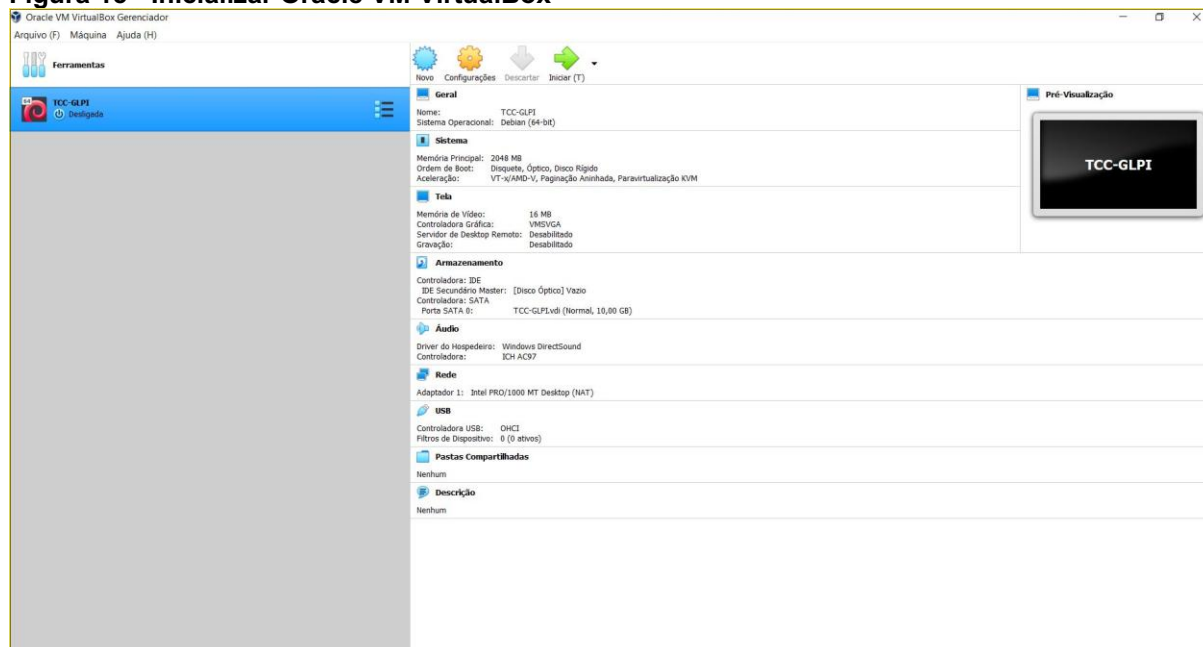 Oracle VM VirtualBox Gerenciador
Arquivo (F) Máquina Ajuda (H)
Ferramentas
Novo Configurações Descartar Iniciar (T)
64
TCC-GLPI
Desligada
Geral
Nome: TCC-GLPI
Sistema Operacional: Debian (64-bit)
Sistema
Memória Principal: 2048 MB
Ordem de Boot: Disquete, Óptico, Disco Rígido
Aceleração: VT-x/AMD-V, Paginação Aninhada, Paravirtualização KVM
Tela
Memória de Vídeo: 16 MB
Controladora Gráfica: VMSVGA
Servidor de Desktop Remoto: Desabilitado
Gravação: Desabilitado
Armazenamento
Controladora: IDE
IDE Secundário Master: [Disco Óptico] Vazio
Controladora: SATA
Porta SATA 0: TCC-GLPI.vdi (Normal, 10,00 GB)
Áudio
Driver do Hospedeiro: Windows DirectSound
Controladora: ICH AC97
Rede
Adaptador 1: Intel PRO/1000 MT Desktop (NAT)
USB
Controladora USB: OHCI
Filtros de Dispositivo: 0 (0 ativos)
Pastas Compartilhadas
Nenhum
Descrição
Nenhum
Pré-Visualização
TCC-GLPI